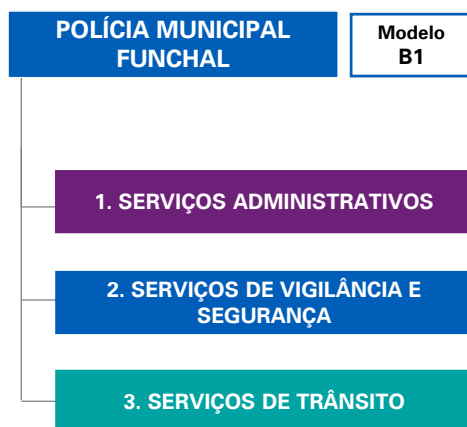 POLÍCIA MUNICIPAL
FUNCHAL
Modelo
B1
1. SERVIÇOS ADMINISTRATIVOS
2. SERVIÇOS DE VIGILÂNCIA E
SEGURANÇA
3. SERVIÇOS DE TRÂNSITO